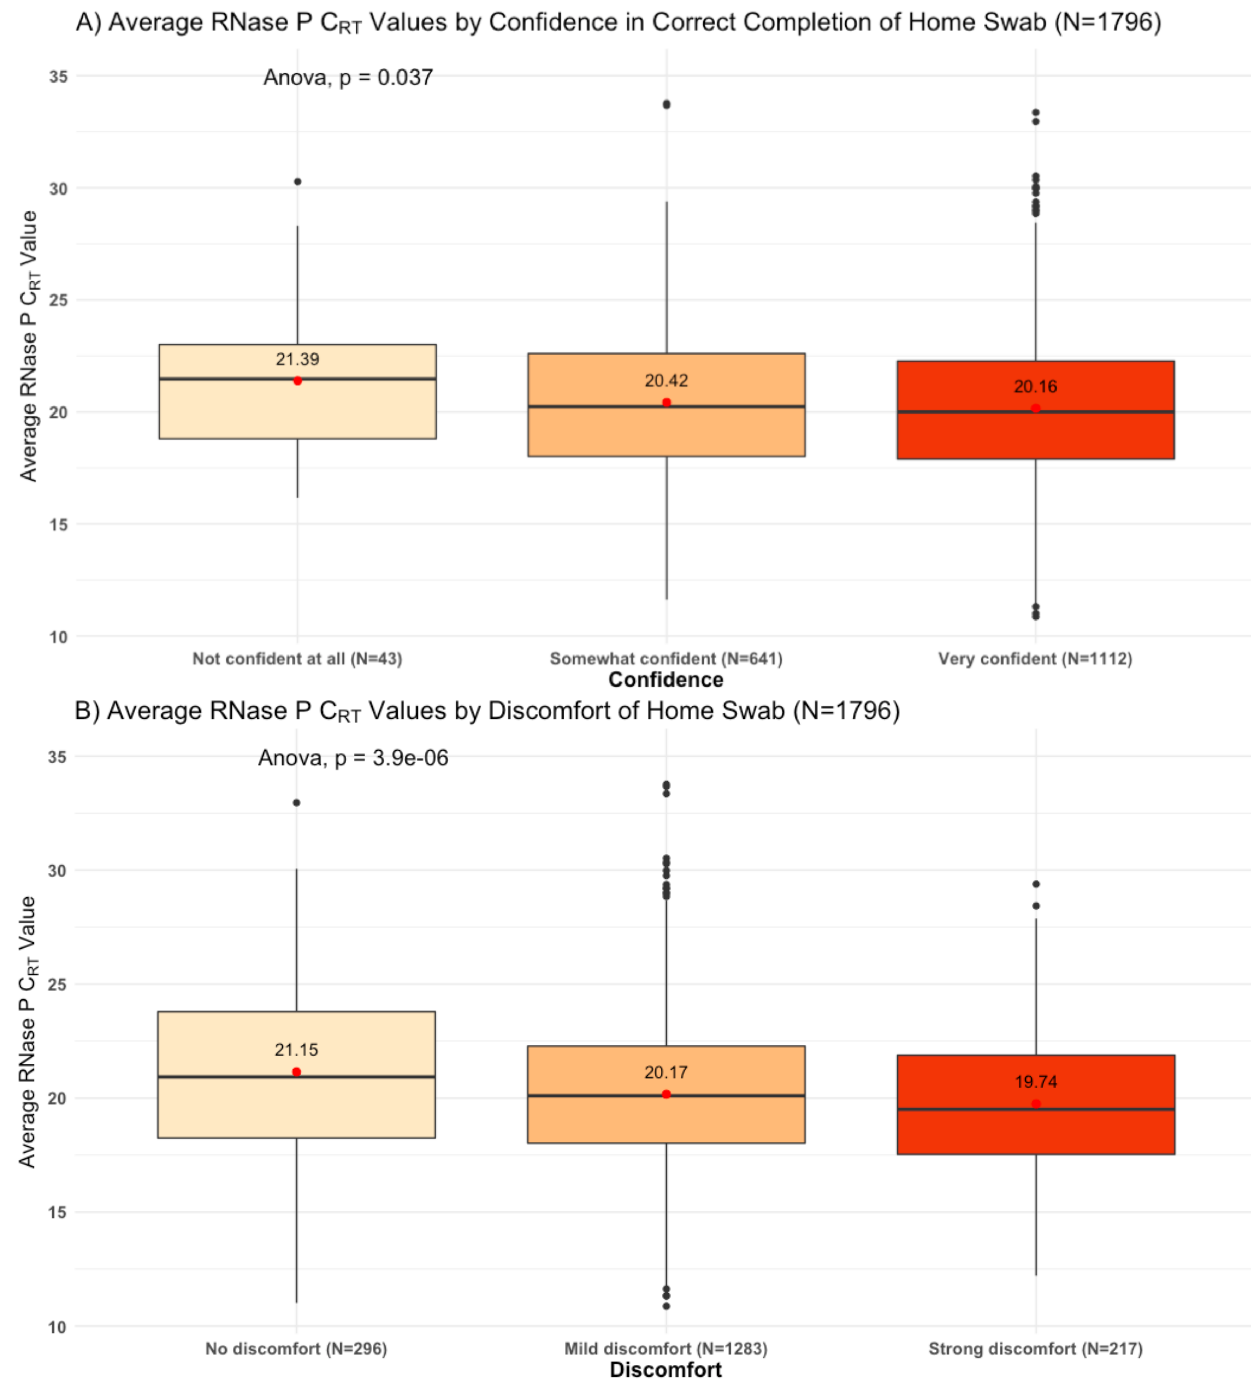 A) Average RNase P CRT Values by Confidence in Correct Completion of Home Swab (N=1796)
Anova, p = 0.037
35
30
25
20
15
10
Average RNase P CRT Value
21.39
20.42
20.16
Not confident at all (N=43)
Somewhat confident (N=641)
Very confident (N=1112)
Confidence
B) Average RNase P CRT Values by Discomfort of Home Swab (N=1796)
Anova, p = 3.9e-06
35
30
25
20
15
10
Average RNase P CRT Value
21.15
20.17
19.74
No discomfort (N=296)
Mild discomfort (N=1283)
Strong discomfort (N=217)
Discomfort